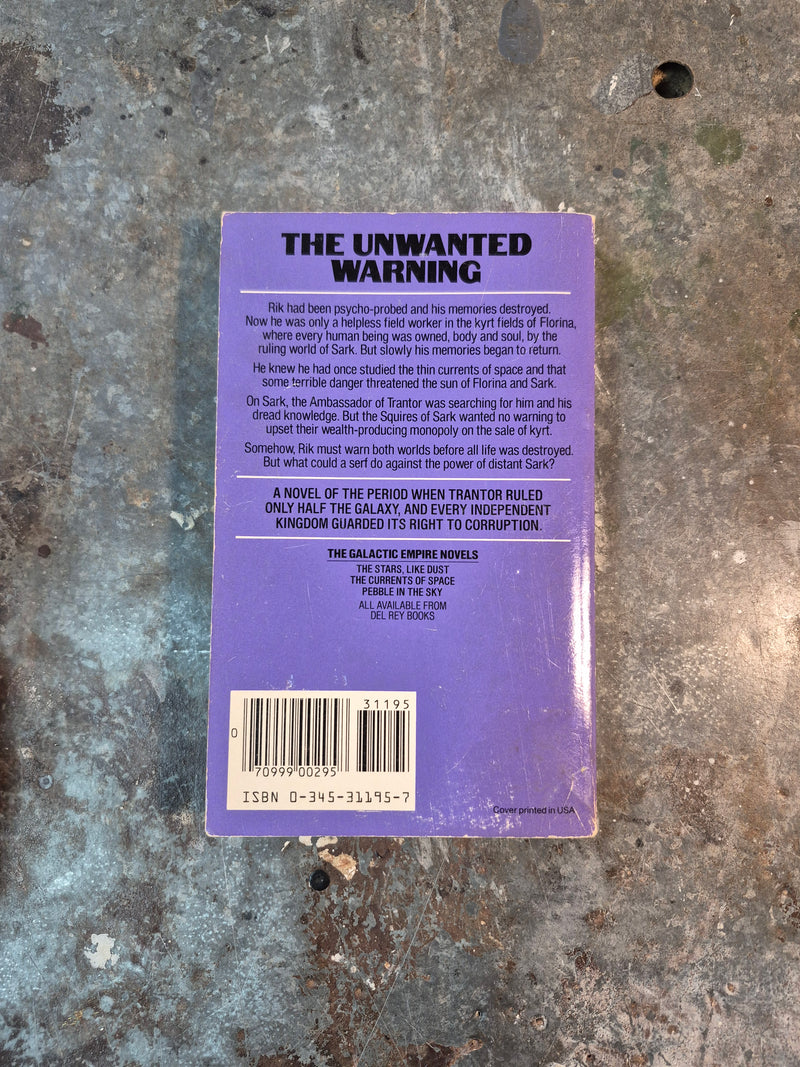 THE UNWANTED
WARNING
Rik had been psycho-probed and his memories destroyed.
Now he was only a helpless field worker in the kyrt fields of Florina,
where every human being was owned, body and soul, by the
ruling world of Sark. But slowly his memories began to return.
He knew he had once studied the thin currents of space and that
some terrible danger threatened the sun of Florina and Sark.
On Sark, the Ambassador of Trantor was searching for him and his
dread knowledge. But the Squires of Sark wanted no warning to
upset their wealth-producing monopoly on the sale of kyrt.
Somehow, Rik must warn both worlds before all life was destroyed.
But what could a serf do against the power of distant Sark?
A NOVEL OF THE PERIOD WHEN TRANTOR RULED
ONLY HALF THE GALAXY, AND EVERY INDEPENDENT
KINGDOM GUARDED ITS RIGHT TO CORRUPTION.
THE GALACTIC EMPIRE NOVELS
THE STARS, LIKE DUST
THE CURRENTS OF SPACE
PEBBLE IN THE SKY
ALL AVAILABLE FROM
DEL REY BOOKS
31195
0
70999 00295
ISBN 0-345-31195-7
Cover printed in USA